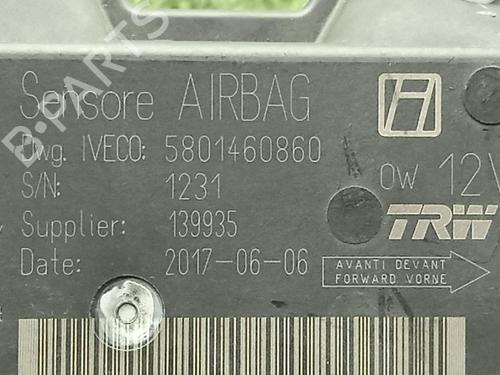 Sensore AIRBAG
Dwg. IVECO: 5801460860
S/N: 1231
0W 12V
Supplier: 139935
TRW
Date: 2017-06-06
AVANTI DEVANT
FORWARD VORNE
B-PARTS